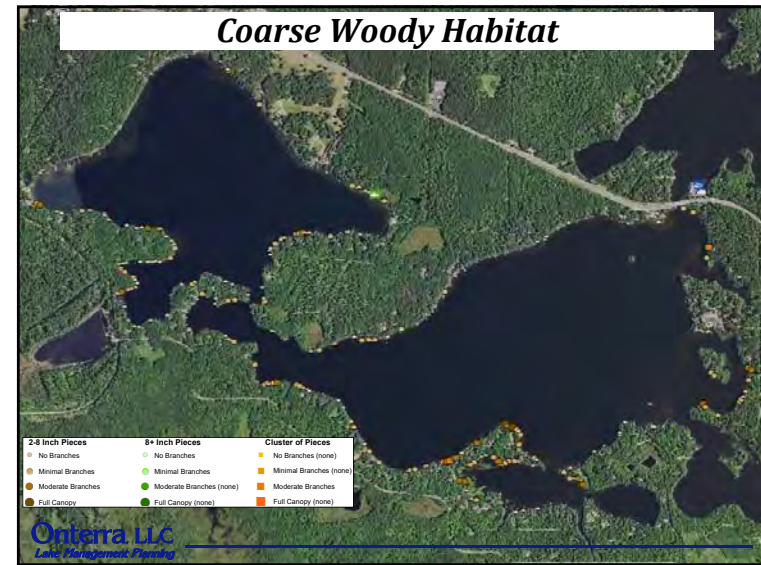 Coarse Woody Habitat
2-8 Inch Pieces 8+ Inch Pieces Cluster of Pieces
No Branches No Branches No Branches (none)
Minimal Branches Minimal Branches Minimal Branches (none)
Moderate Branches Moderate Branches (none) Moderate Branches
Full Canopy Full Canopy (none) Full Canopy (none)
Onterra LLC
Lake Management Planning